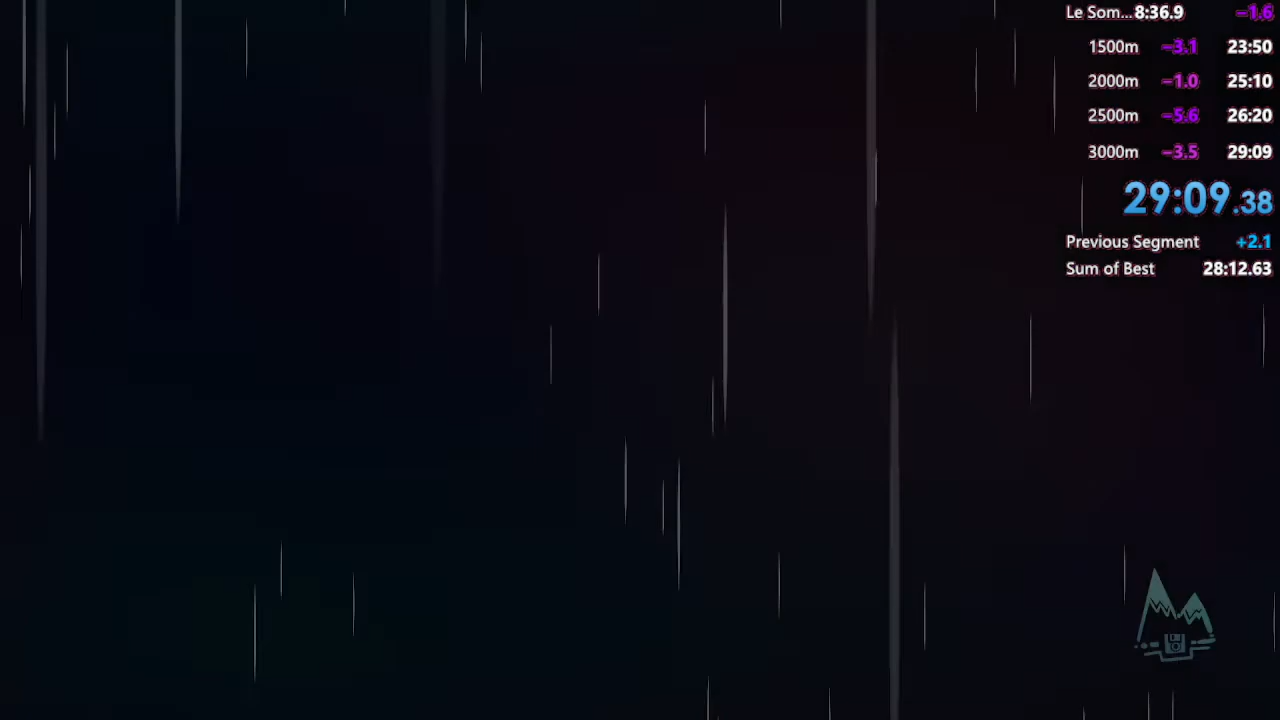 Le Som... 8:36.9 -1.6
1500m -3.1 23:50
2000m -1.0 25:10
2500m -5.6 26:20
3000m -3.5 29:09
29:09.38
Previous Segment +2.1
Sum of Best 28:12.63